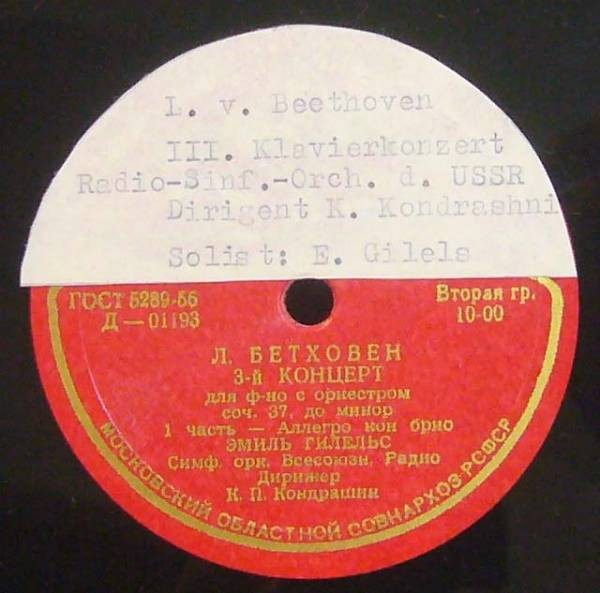 L. v. Beethoven
III. Klavierkonzert
Radio-Sinf.-Orch. d. USSR
Dirigent K. Kondrashni
Solist: E. Gilels
ГОСТ 5289-56
Д — 01193
Вторая гр.
10-00
Л. БЕТХОВЕН
3-й КОНЦЕРТ
для ф-но с оркестром
соч. 37, до минор
1 часть — Аллегро кон брио
ЭМИЛЬ ГИЛЕЛЬС
Симф. орк. Всесоюзн. Радио
Дирижер
К. П. Кондрашин
МОСКОВСКИЙ ОБЛАСТНОЙ СОВНАРХОЗ-РСФСР